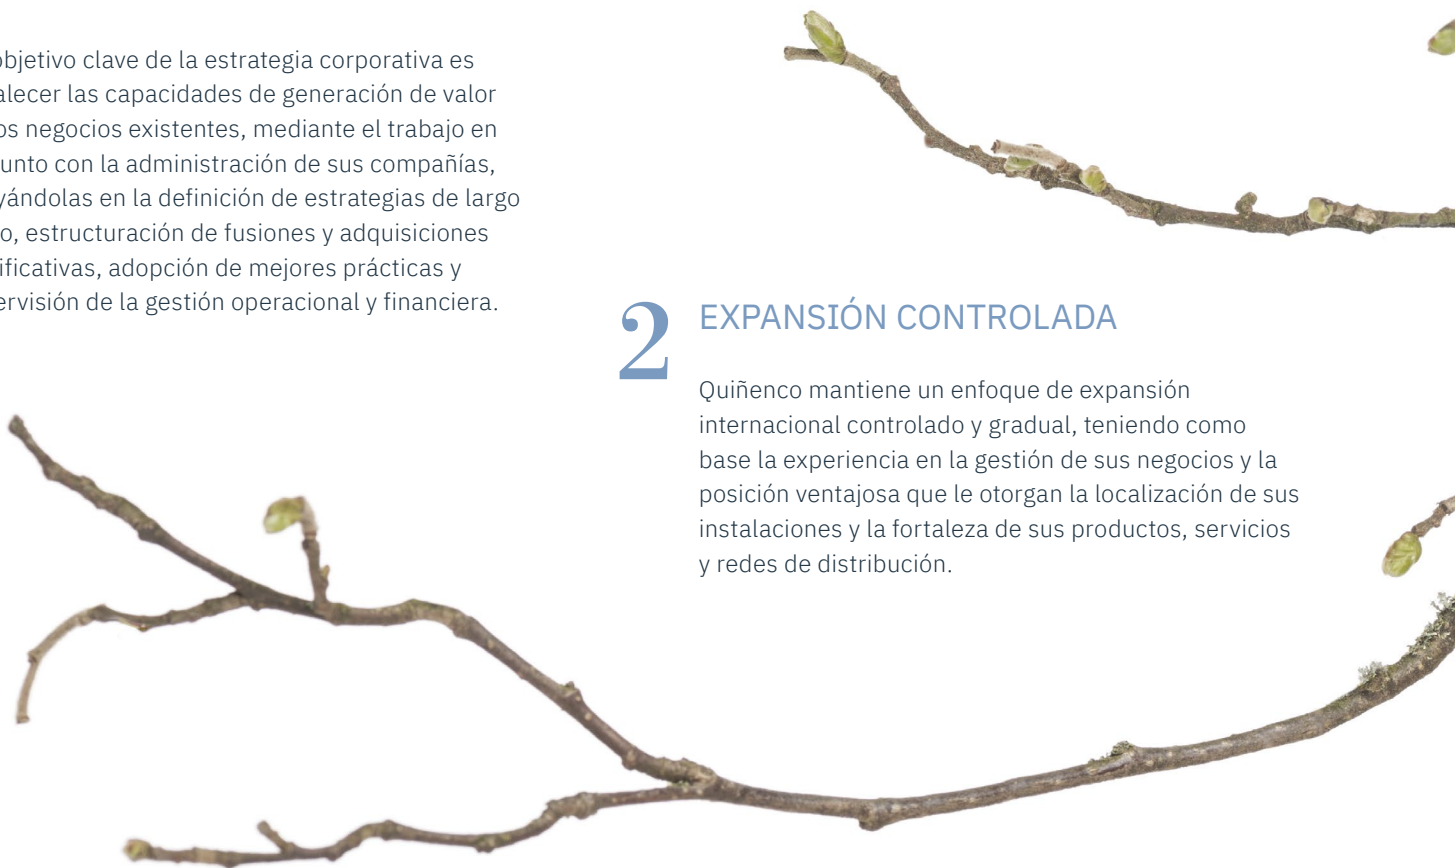 objetivo clave de la estrategia corporativa es
alecer las capacidades de generación de valor
os negocios existentes, mediante el trabajo en
unto con la administración de sus compañías,
yándolas en la definición de estrategias de largo
o, estructuración de fusiones y adquisiciones
ificativas, adopción de mejores prácticas y
ervisión de la gestión operacional y financiera.
2 EXPANSIÓN CONTROLADA
Quiñenco mantiene un enfoque de expansión
internacional controlado y gradual, teniendo como
base la experiencia en la gestión de sus negocios y la
posición ventajosa que le otorgan la localización de sus
instalaciones y la fortaleza de sus productos, servicios
y redes de distribución.